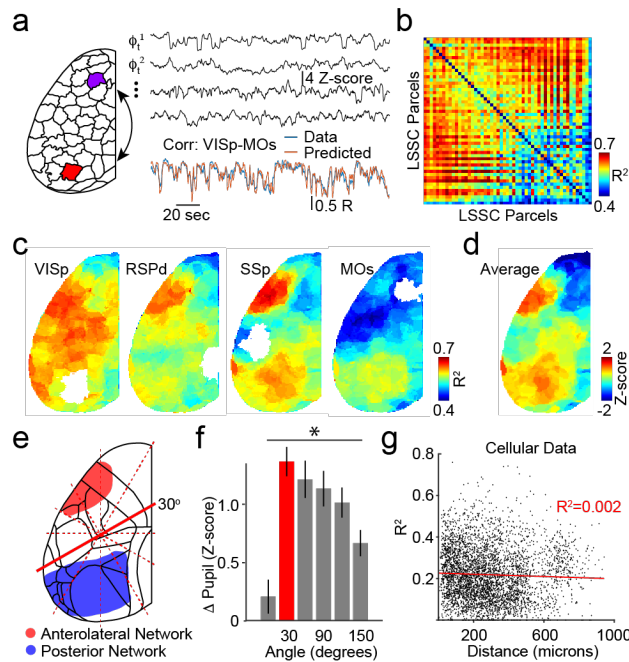 a
ϕt1
ϕt2
4 Z-score
Corr: VISp-MOs
Data
Predicted
20 sec
0.5 R
b
LSSC Parcels
LSSC Parcels
0.7
R2
0.4
c
VISp
RSPd
SSp
MOs
0.7
R2
0.4
d
Average
2
Z-score
-2
e
30o
Anterolateral Network
Posterior Network
f
*
Δ Pupil (Z-score)
1.0
0.5
0
30
90
150
Angle (degrees)
g
Cellular Data
R2=0.002
R2
0.8
0.6
0.4
0.2
0
500
1000
Distance (microns)